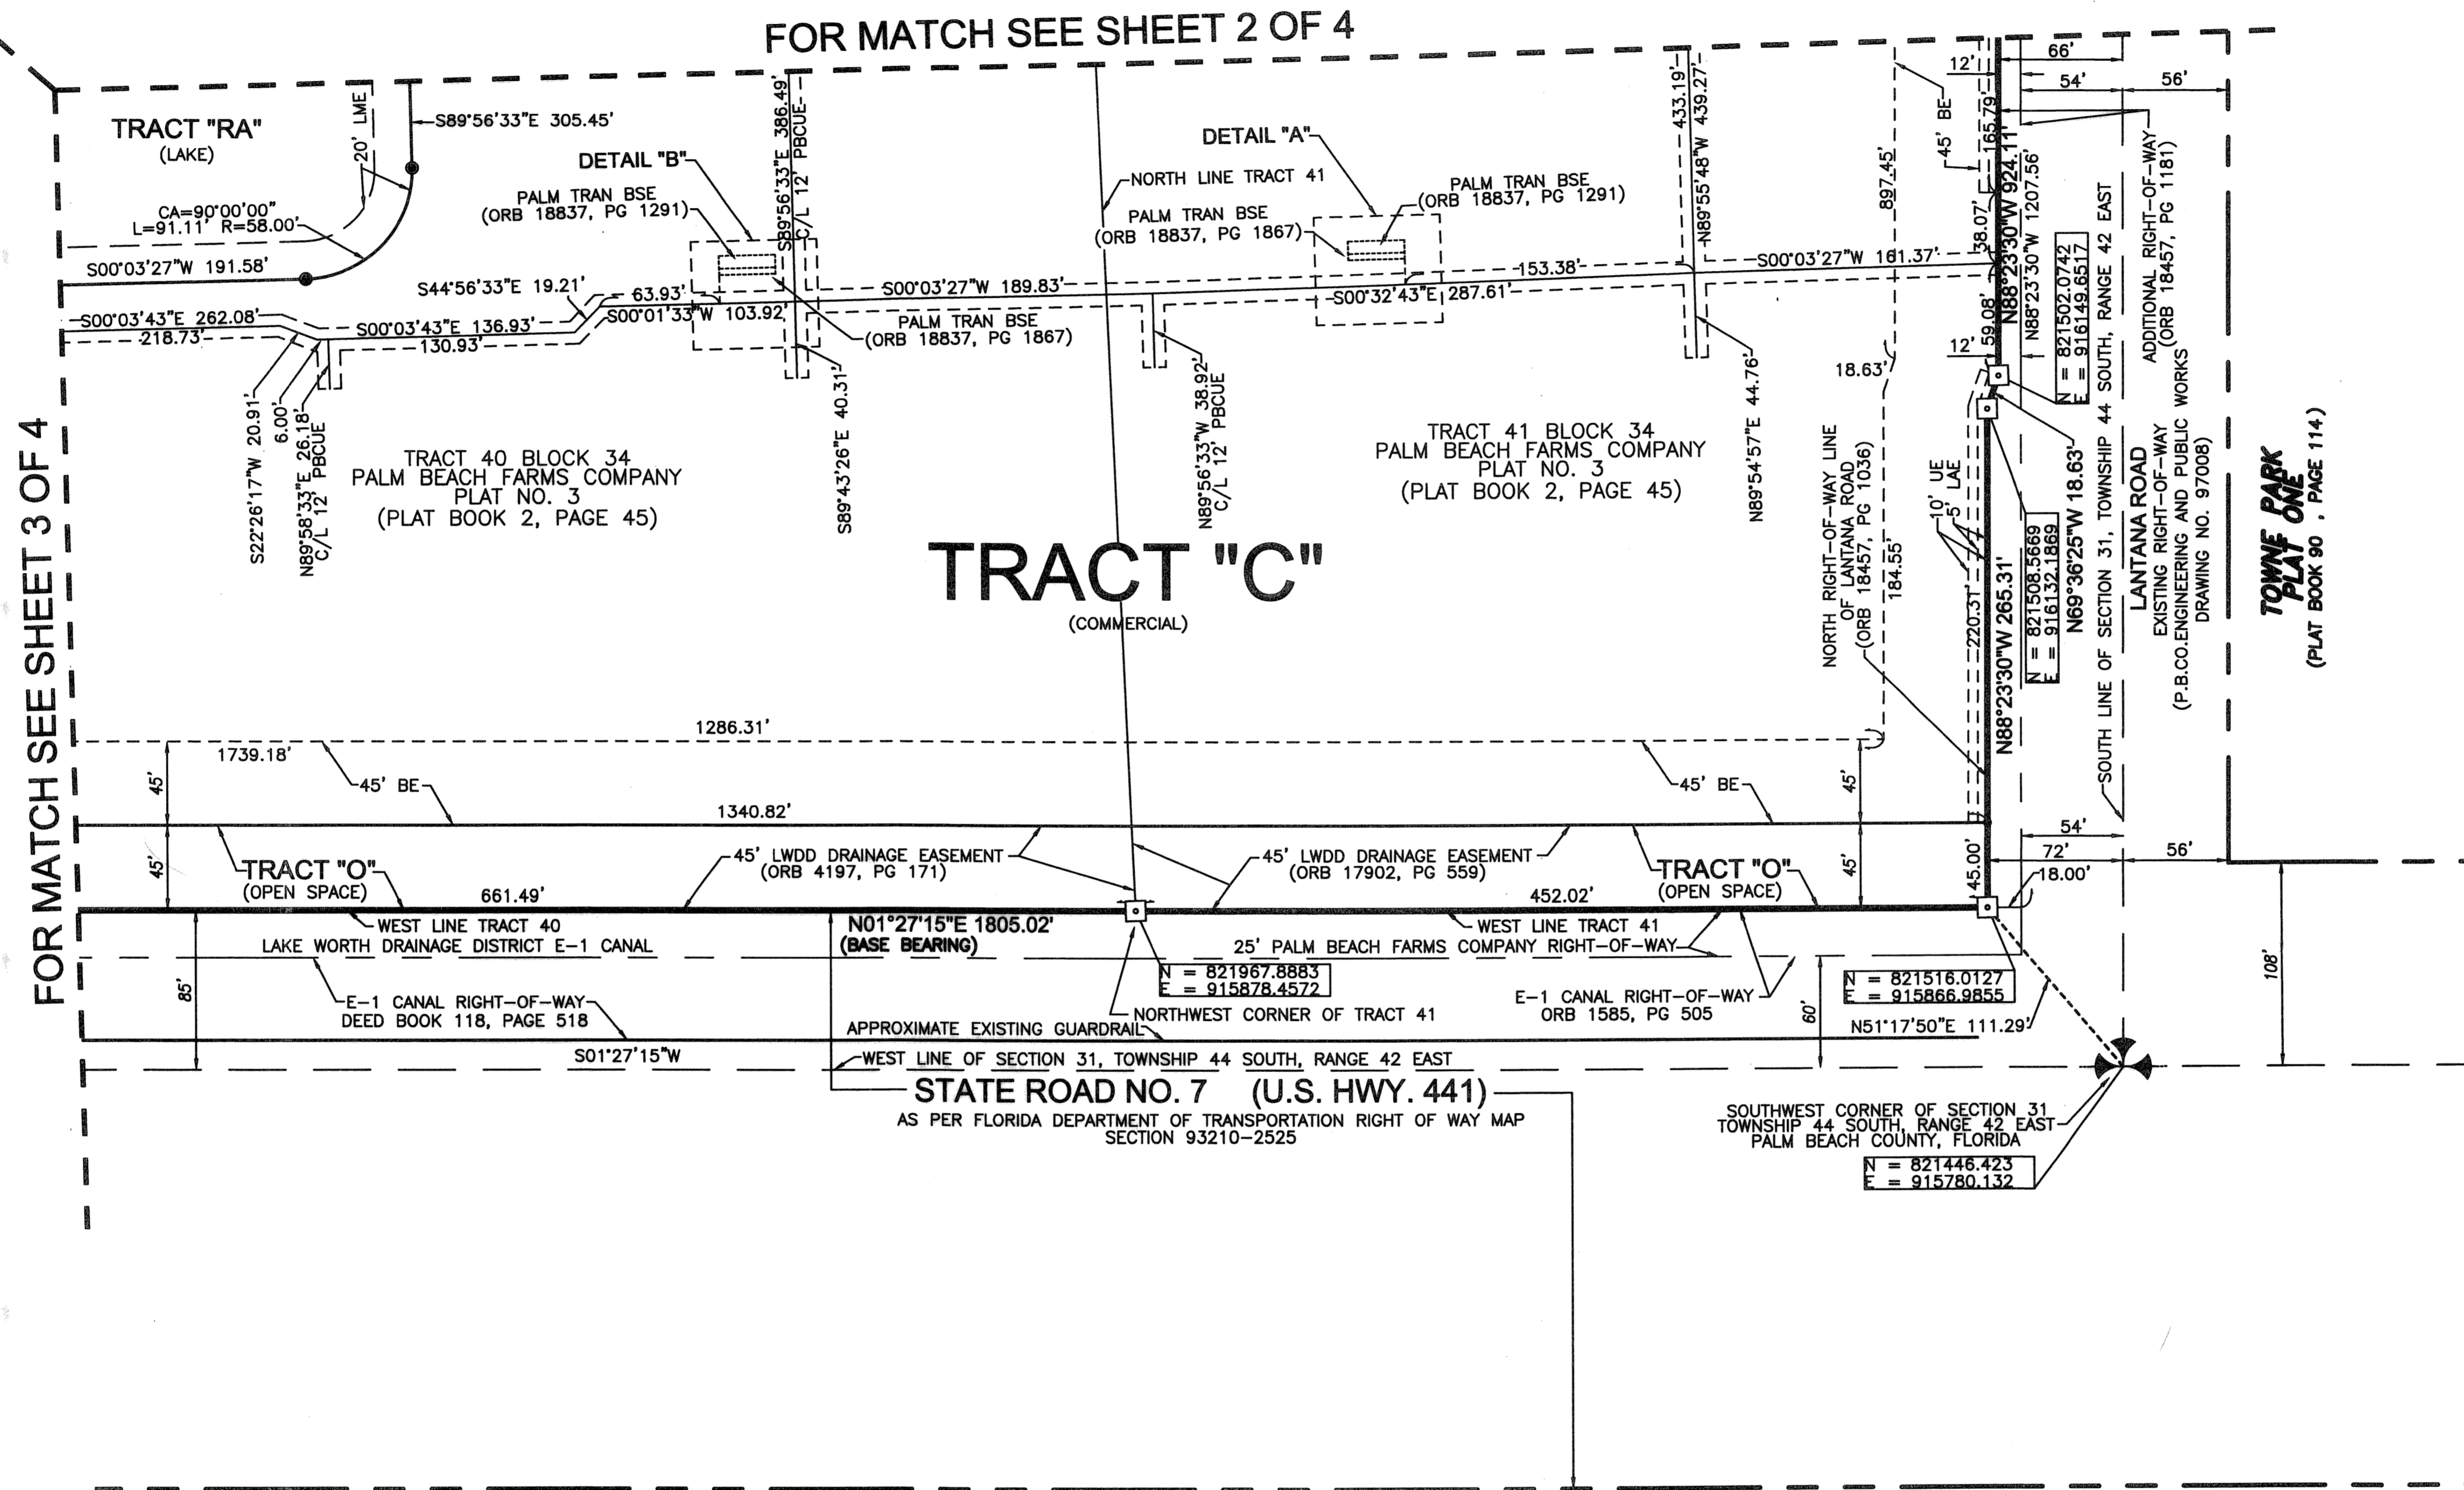 FOR MATCH SEE SHEET 2 OF 4
FOR MATCH SEE SHEET 3 OF 4
TRACT "RA"
(LAKE)
20' LME
S89°56'33"E 305.45'
CA=90°00'00"
L=91.11' R=58.00'
S00°03'27"W 191.58'
S00°03'43"E 262.08'
218.73'
S44°56'33"E 19.21'
S00°03'43"E 136.93'
130.93'
63.93'
S00°01'33"W 103.92'
DETAIL "B"
PALM TRAN BSE
(ORB 18837, PG 1291)
S89°56'33"E 386.49'
C/L 12' PBCUE
PALM TRAN BSE
(ORB 18837, PG 1867)
S00°03'27"W 189.83'
NORTH LINE TRACT 41
DETAIL "A"
PALM TRAN BSE
(ORB 18837, PG 1291)
PALM TRAN BSE
(ORB 18837, PG 1867)
153.38'
S00°32'43"E 287.61'
433.19'
N89°55'48"W 439.27'
S00°03'27"W 161.37'
897.45'
45' BE
12'
66'
54'
56'
165.79'
38.07'
N88°23'30"W 924.11'
N88°23'30"W 1207.56'
59.08'
12'
18.63'
N = 821502.0742
E = 916149.6517
ADDITIONAL RIGHT-OF-WAY
(ORB 18457, PG 1181)
SOUTH LINE OF SECTION 31, TOWNSHIP 44 SOUTH, RANGE 42 EAST
LANTANA ROAD
EXISTING RIGHT-OF-WAY
(P.B.CO.ENGINEERING AND PUBLIC WORKS
DRAWING NO. 97008)
TOWNE PARK
PLAT ONE
(PLAT BOOK 90 , PAGE 114)
S22°26'17"W 20.91'
6.00'
N89°58'33"E 26.18'
C/L 12' PBCUE
TRACT 40 BLOCK 34
PALM BEACH FARMS COMPANY
PLAT NO. 3
(PLAT BOOK 2, PAGE 45)
S89°43'26"E 40.31'
N89°56'33"W 38.92'
C/L 12' PBCUE
TRACT 41 BLOCK 34
PALM BEACH FARMS COMPANY
PLAT NO. 3
(PLAT BOOK 2, PAGE 45)
N89°54'57"E 44.76'
NORTH RIGHT-OF-WAY LINE
OF LANTANA ROAD
(ORB 18457, PG 1036)
184.55'
10' UE
5' LAE
220.31'
N = 821508.5669
E = 916132.1869
N69°36'25"W 18.63'
N88°23'30"W 265.31'
TRACT "C"
(COMMERCIAL)
1286.31'
1739.18'
45'
45' BE
45' BE
45'
1340.82'
45'
TRACT "O"
(OPEN SPACE)
661.49'
45' LWDD DRAINAGE EASEMENT
(ORB 4197, PG 171)
45' LWDD DRAINAGE EASEMENT
(ORB 17902, PG 559)
452.02'
TRACT "O"
(OPEN SPACE)
45'
45.00'
54'
72'
56'
18.00'
WEST LINE TRACT 40
LAKE WORTH DRAINAGE DISTRICT E-1 CANAL
N01°27'15"E 1805.02'
(BASE BEARING)
WEST LINE TRACT 41
25' PALM BEACH FARMS COMPANY RIGHT-OF-WAY
N = 821967.8883
E = 915878.4572
NORTHWEST CORNER OF TRACT 41
E-1 CANAL RIGHT-OF-WAY
ORB 1585, PG 505
N = 821516.0127
E = 915866.9855
85'
E-1 CANAL RIGHT-OF-WAY
DEED BOOK 118, PAGE 518
APPROXIMATE EXISTING GUARDRAIL
60'
N51°17'50"E 111.29'
108'
S01°27'15"W
WEST LINE OF SECTION 31, TOWNSHIP 44 SOUTH, RANGE 42 EAST
STATE ROAD NO. 7 (U.S. HWY. 441)
AS PER FLORIDA DEPARTMENT OF TRANSPORTATION RIGHT OF WAY MAP
SECTION 93210-2525
SOUTHWEST CORNER OF SECTION 31
TOWNSHIP 44 SOUTH, RANGE 42 EAST
PALM BEACH COUNTY, FLORIDA
N = 821446.423
E = 915780.132